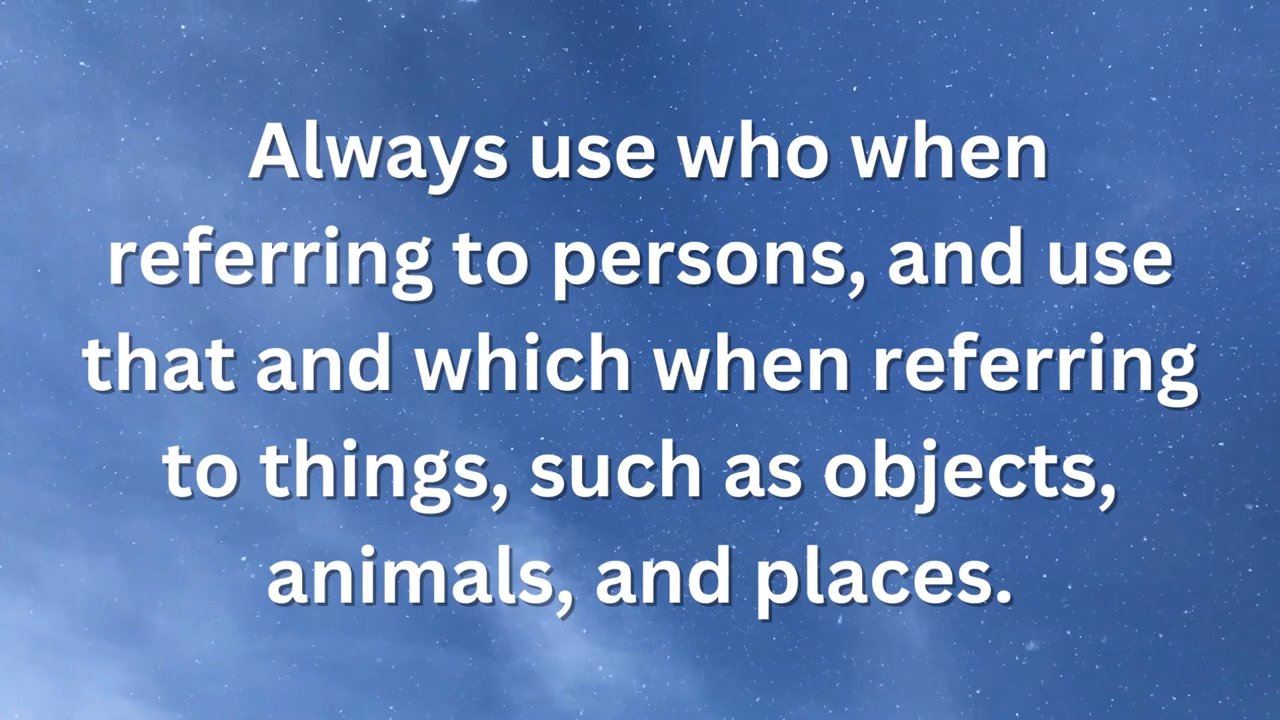 Always use who when
referring to persons, and use
that and which when referring
to things, such as objects,
animals, and places.